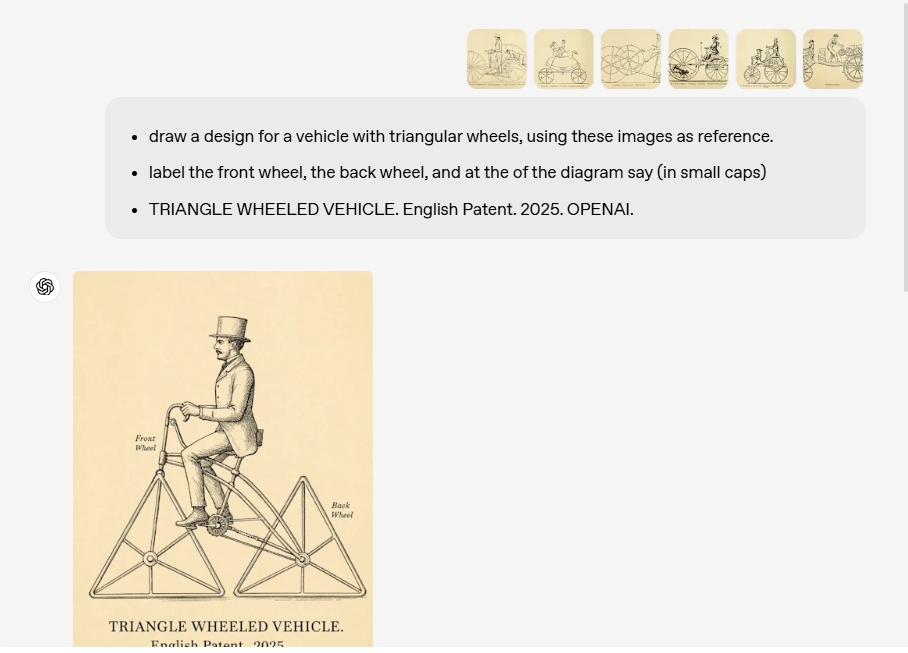 draw a design for a vehicle with triangular wheels, using these images as reference.
label the front wheel, the back wheel, and at the of the diagram say (in small caps)
TRIANGLE WHEELED VEHICLE. English Patent. 2025. OPENAI.
Front
Wheel
Back
Wheel
TRIANGLE WHEELED VEHICLE.
English Patent. 2025.